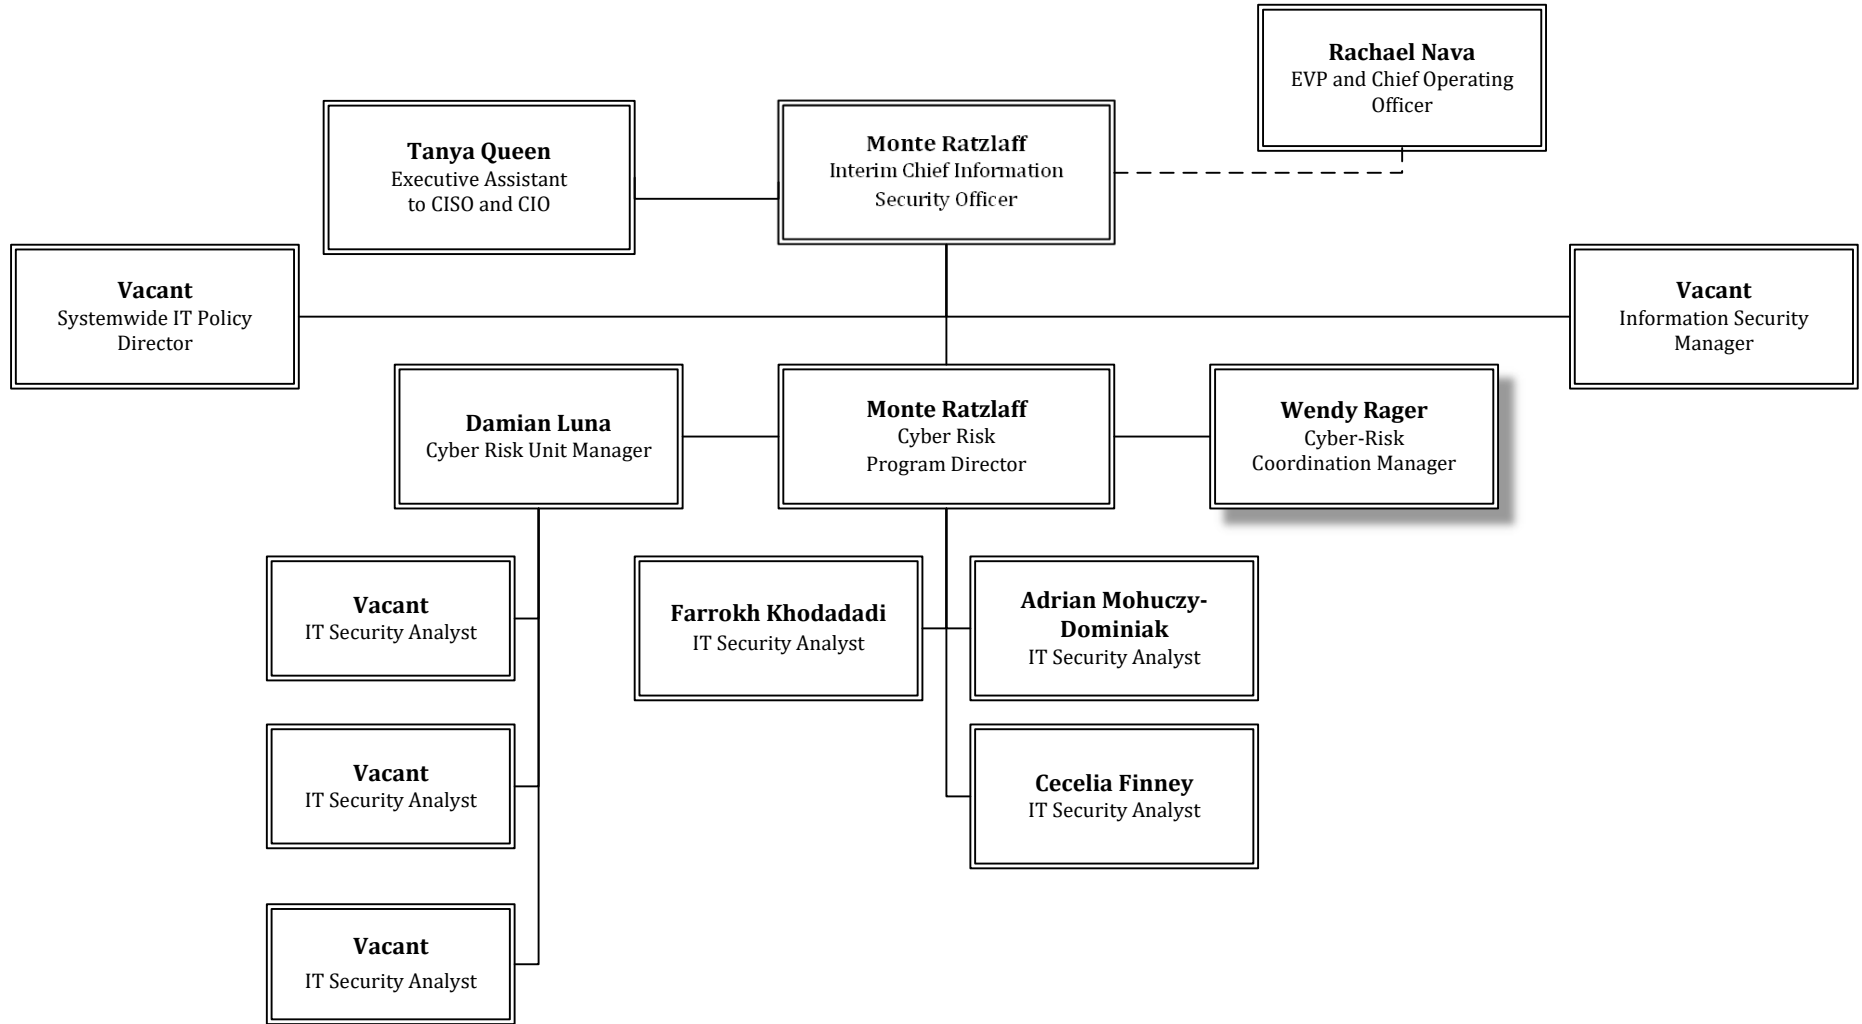 Rachael Nava
EVP and Chief Operating
Officer
Tanya Queen
Executive Assistant
to CISO and CIO
Monte Ratzlaff
Interim Chief Information
Security Officer
Vacant
Systemwide IT Policy
Director
Vacant
Information Security
Manager
Damian Luna
Cyber Risk Unit Manager
Monte Ratzlaff
Cyber Risk
Program Director
Wendy Rager
Cyber-Risk
Coordination Manager
Vacant
IT Security Analyst
Farrokh Khodadadi
IT Security Analyst
Adrian Mohuczy-
Dominiak
IT Security Analyst
Vacant
IT Security Analyst
Cecelia Finney
IT Security Analyst
Vacant
IT Security Analyst